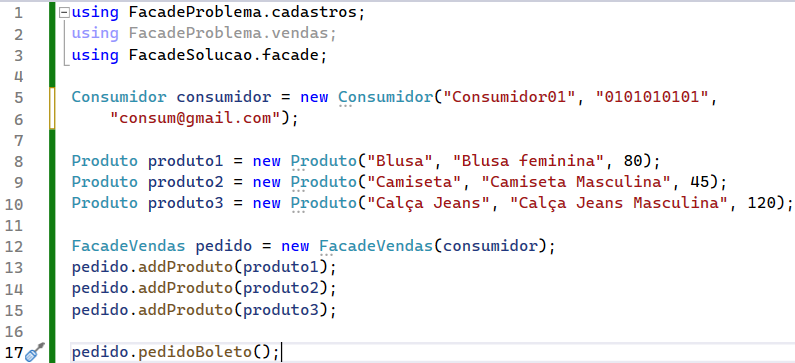 1 using FacadeProblema.cadastros;
2 using FacadeProblema.vendas;
3 using FacadeSolucao.facade;
4
5 Consumidor consumidor = new Consumidor("Consumidor01", "0101010101",
6 "consum@gmail.com");
7
8 Produto produto1 = new Produto("Blusa", "Blusa feminina", 80);
9 Produto produto2 = new Produto("Camiseta", "Camiseta Masculina", 45);
10 Produto produto3 = new Produto("Calça Jeans", "Calça Jeans Masculina", 120);
11
12 FacadeVendas pedido = new FacadeVendas(consumidor);
13 pedido.addProduto(produto1);
14 pedido.addProduto(produto2);
15 pedido.addProduto(produto3);
16
17 pedido.pedidoBoleto();